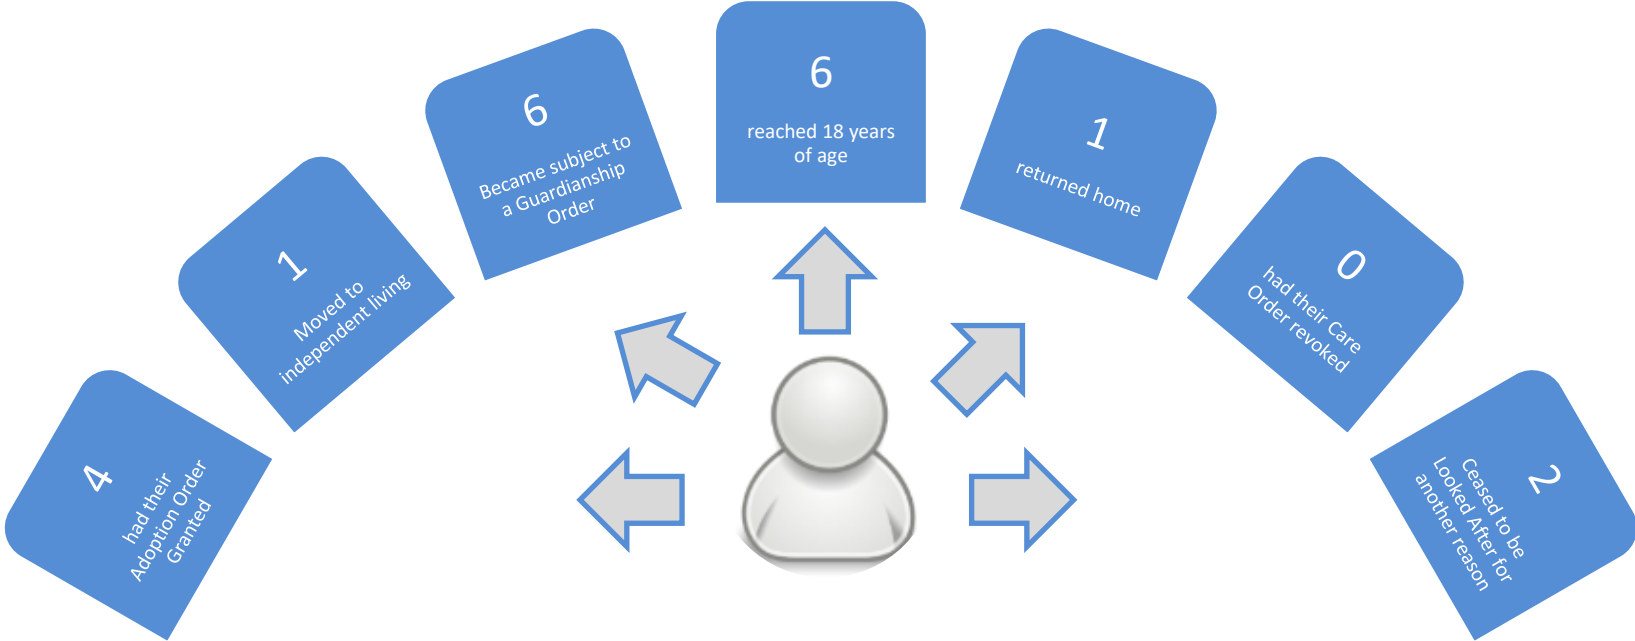 4
had their
Adoption Order
Granted
1
Moved to
independent living
6
Became subject to
a Guardianship
Order
6
reached 18 years
of age
1
returned home
0
had their Care
Order revoked
2
Ceased to be
Looked After for
another reason